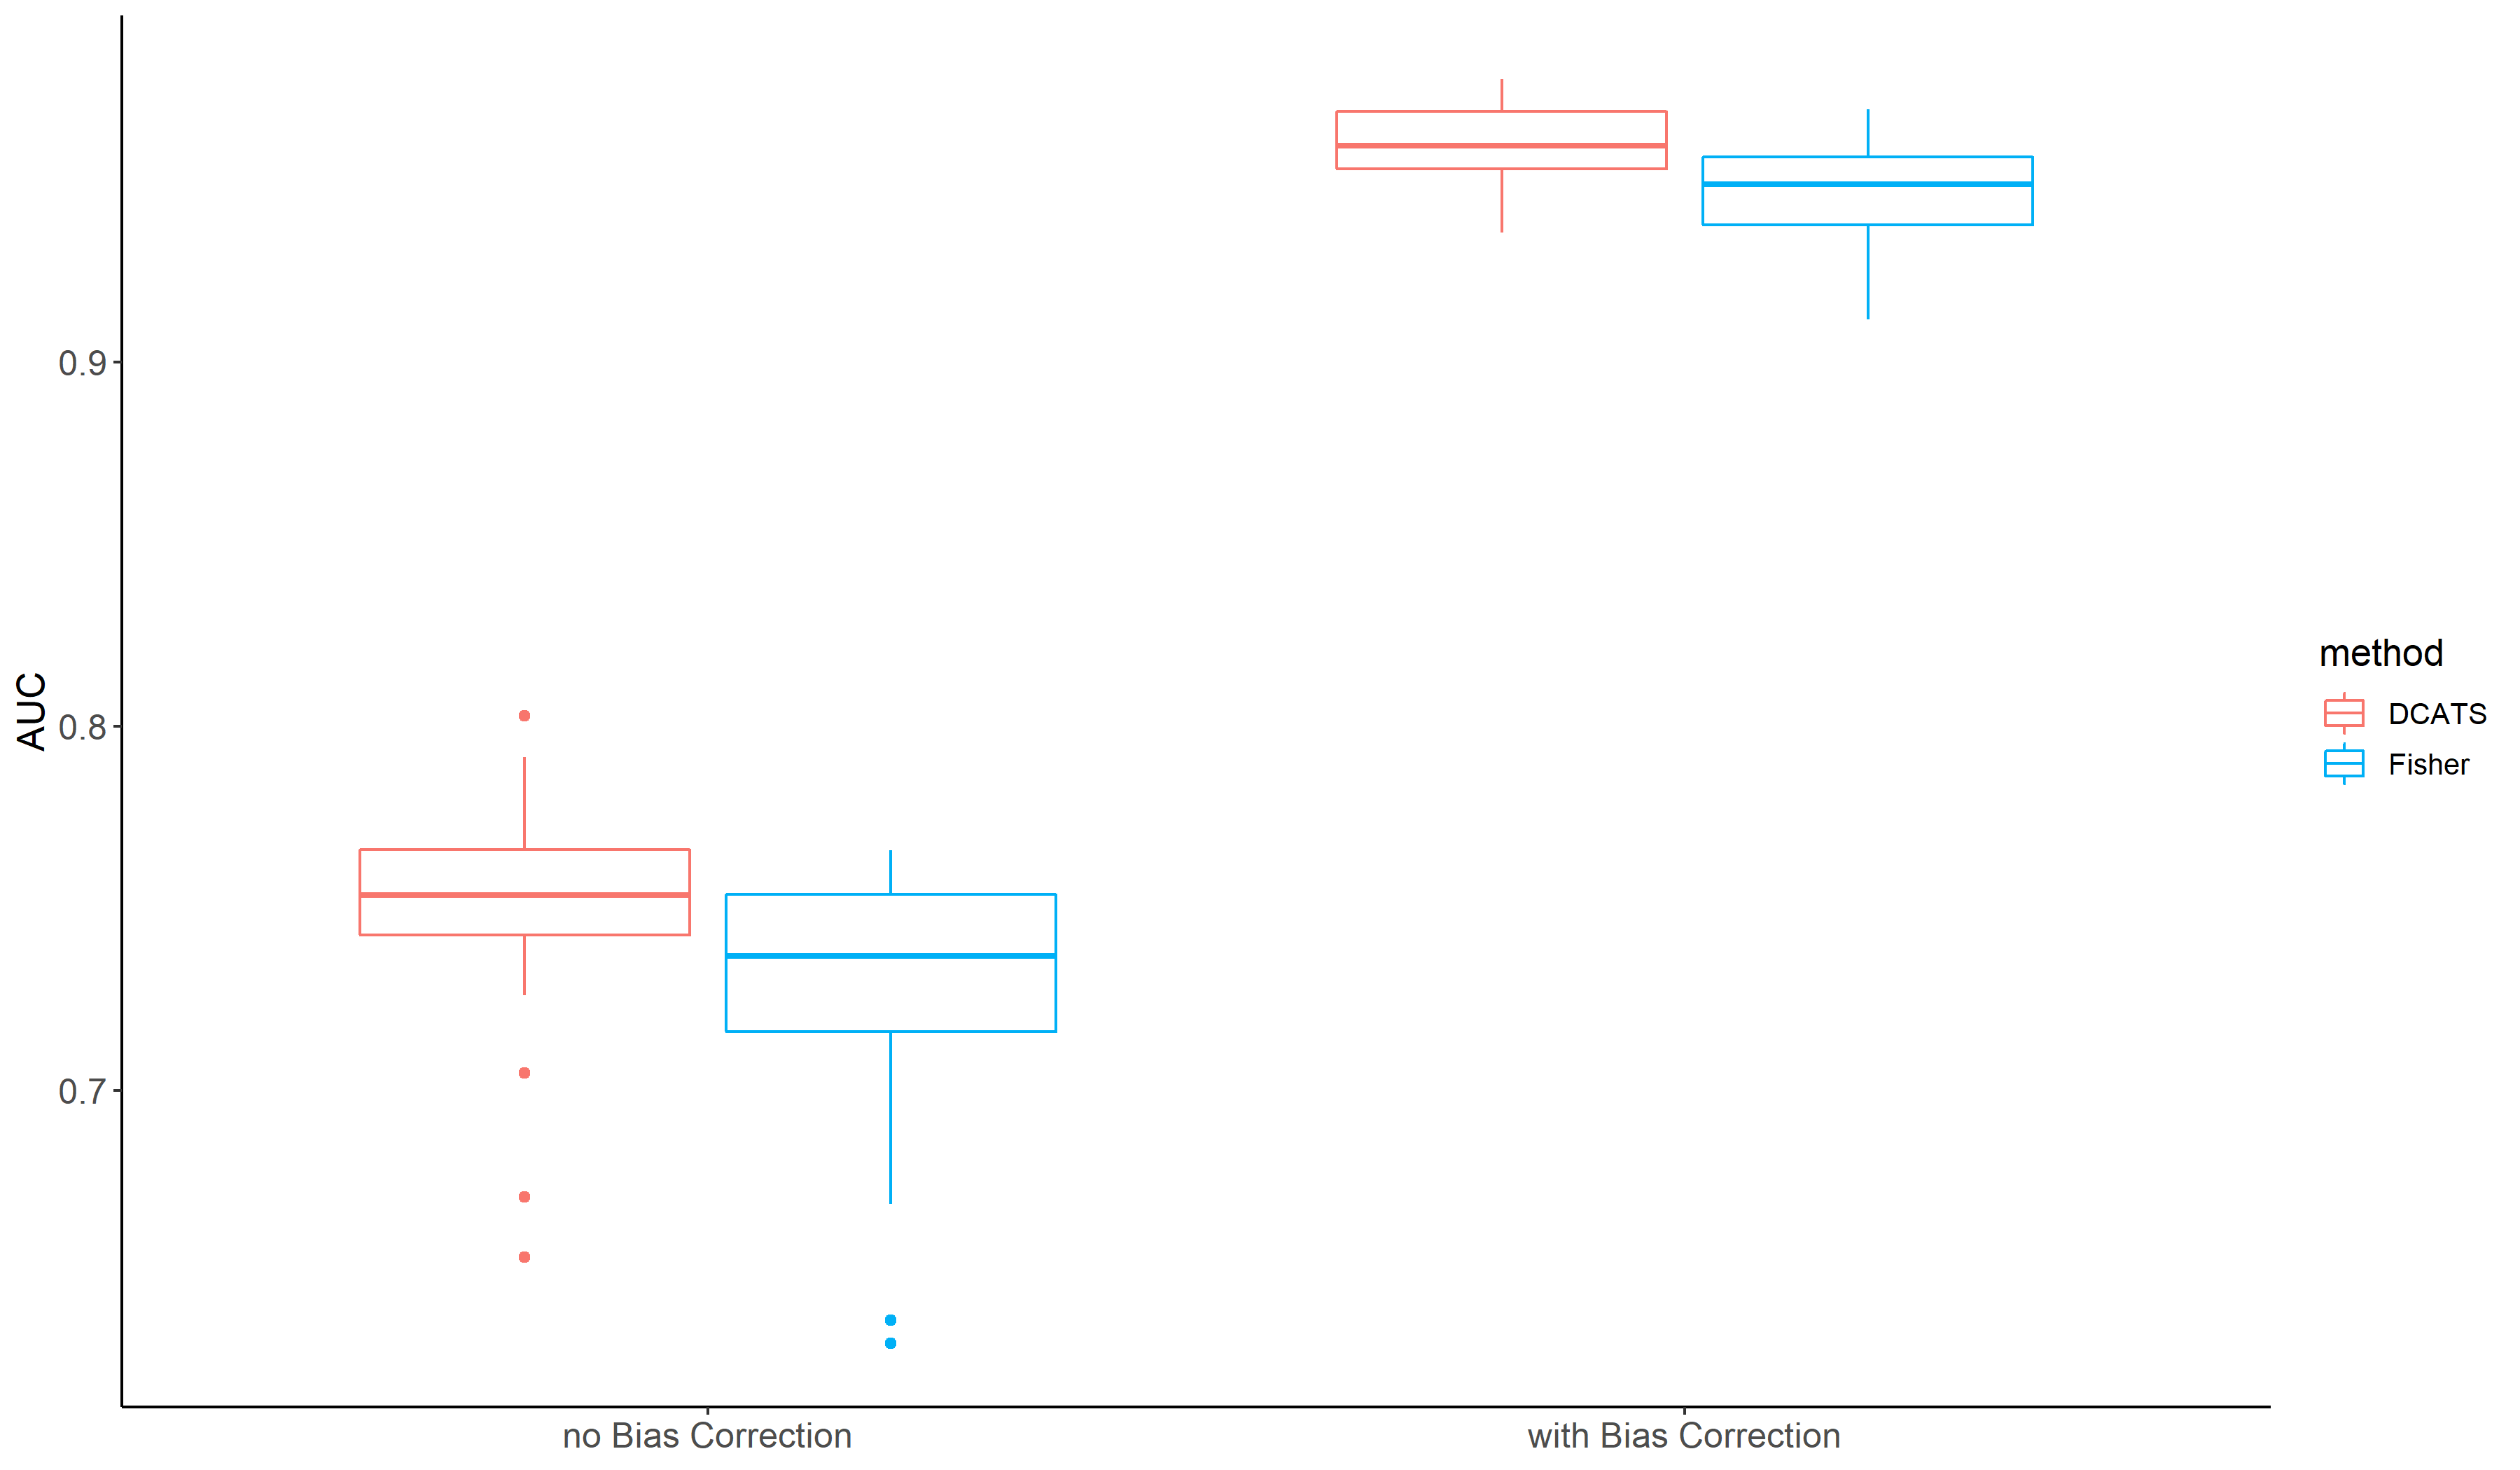 AUC
0.9
0.8
0.7
no Bias Correction
with Bias Correction
method
DCATS
Fisher